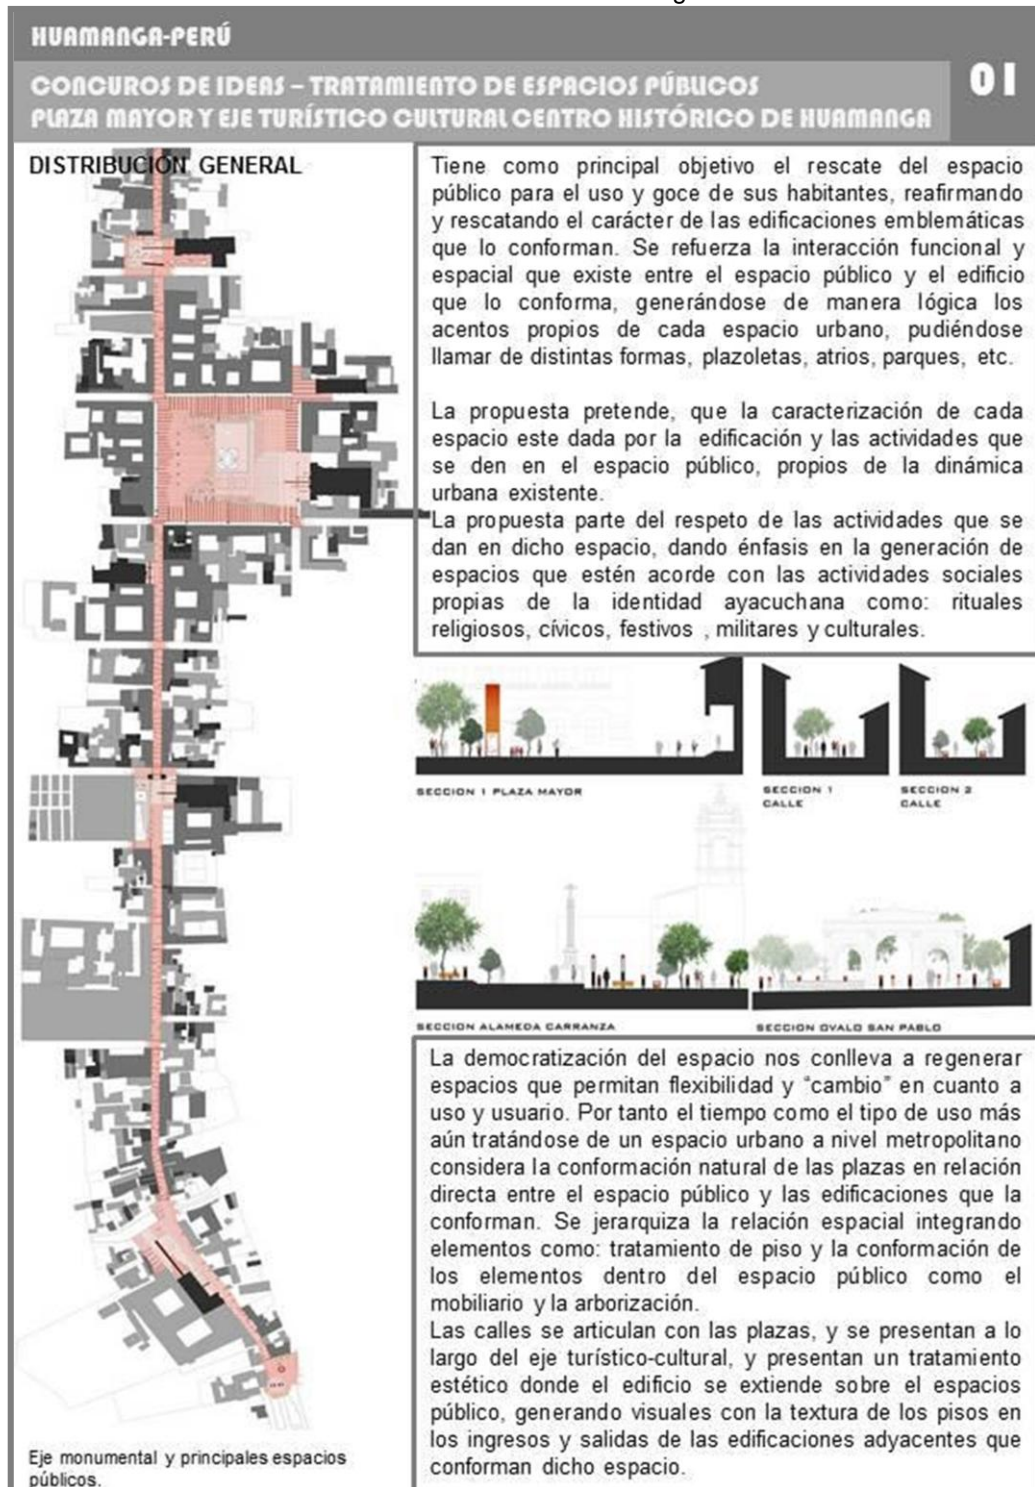 HUAMANGA-PERÚ
CONCUROS DE IDEAS – TRATAMIENTO DE ESPACIOS PÚBLICOS
PLAZA MAYOR Y EJE TURÍSTICO CULTURAL CENTRO HISTÓRICO DE HUAMANGA
01
DISTRIBUCIÓN GENERAL
Tiene como principal objetivo el rescate del espacio
público para el uso y goce de sus habitantes, reafirmando
y rescatando el carácter de las edificaciones emblemáticas
que lo conforman. Se refuerza la interacción funcional y
espacial que existe entre el espacio público y el edificio
que lo conforma, generándose de manera lógica los
acentos propios de cada espacio urbano, pudiéndose
llamar de distintas formas, plazoletas, atrios, parques, etc.
La propuesta pretende, que la caracterización de cada
espacio este dada por la edificación y las actividades que
se den en el espacio público, propios de la dinámica
urbana existente.
La propuesta parte del respeto de las actividades que se
dan en dicho espacio, dando énfasis en la generación de
espacios que estén acorde con las actividades sociales
propias de la identidad ayacuchana como: rituales
religiosos, cívicos, festivos , militares y culturales.
SECCION 1 PLAZA MAYOR
SECCION 1
CALLE
SECCION 2
CALLE
SECCION ALAMEDA CARRANZA
SECCION OVALO SAN PABLO
La democratización del espacio nos conlleva a regenerar
espacios que permitan flexibilidad y “cambio” en cuanto a
uso y usuario. Por tanto el tiempo como el tipo de uso más
aún tratándose de un espacio urbano a nivel metropolitano
considera la conformación natural de las plazas en relación
directa entre el espacio público y las edificaciones que la
conforman. Se jerarquiza la relación espacial integrando
elementos como: tratamiento de piso y la conformación de
los elementos dentro del espacio público como el
mobiliario y la arborización.
Las calles se articulan con las plazas, y se presentan a lo
largo del eje turístico-cultural, y presentan un tratamiento
estético donde el edificio se extiende sobre el espacios
público, generando visuales con la textura de los pisos en
los ingresos y salidas de las edificaciones adyacentes que
conforman dicho espacio.
Eje monumental y principales espacios
públicos.